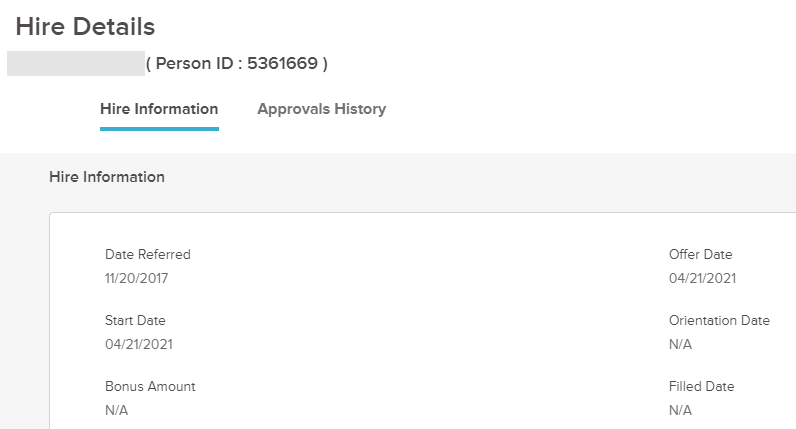 Hire Details
( Person ID : 5361669 )
Hire Information Approvals History
Hire Information
Date Referred Offer Date
11/20/2017 04/21/2021
Start Date Orientation Date
04/21/2021 N/A
Bonus Amount Filled Date
N/A N/A